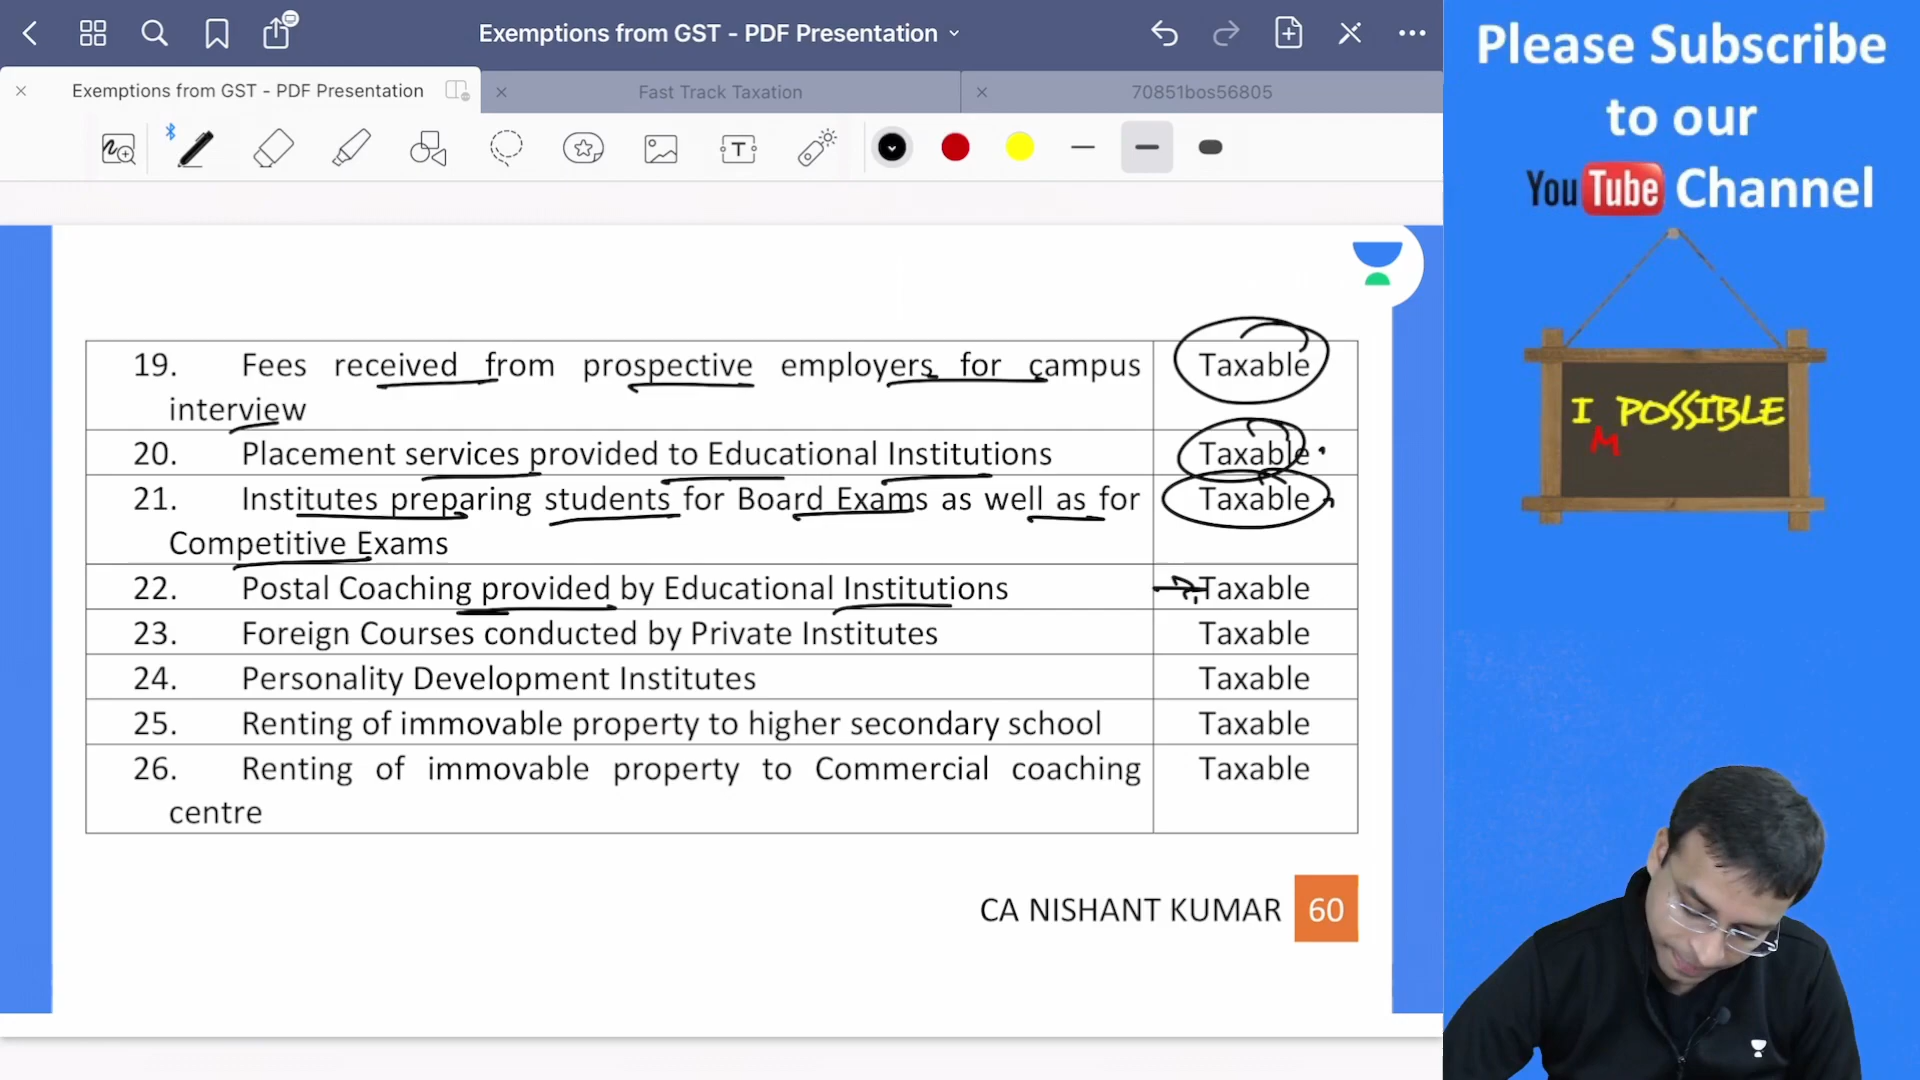 Exemptions from GST - PDF Presentation
Exemptions from GST - PDF Presentation
Fast Track Taxation
70851bos56805
T
19. Fees received from prospective employers for campus
interview
Taxable
20. Placement services provided to Educational Institutions
Taxable
21. Institutes preparing students for Board Exams as well as for
Competitive Exams
Taxable
22. Postal Coaching provided by Educational Institutions
Taxable
23. Foreign Courses conducted by Private Institutes
Taxable
24. Personality Development Institutes
Taxable
25. Renting of immovable property to higher secondary school
Taxable
26. Renting of immovable property to Commercial coaching
centre
Taxable
CA NISHANT KUMAR 60
Please Subscribe
to our
YouTube Channel
I POSSIBLE
M